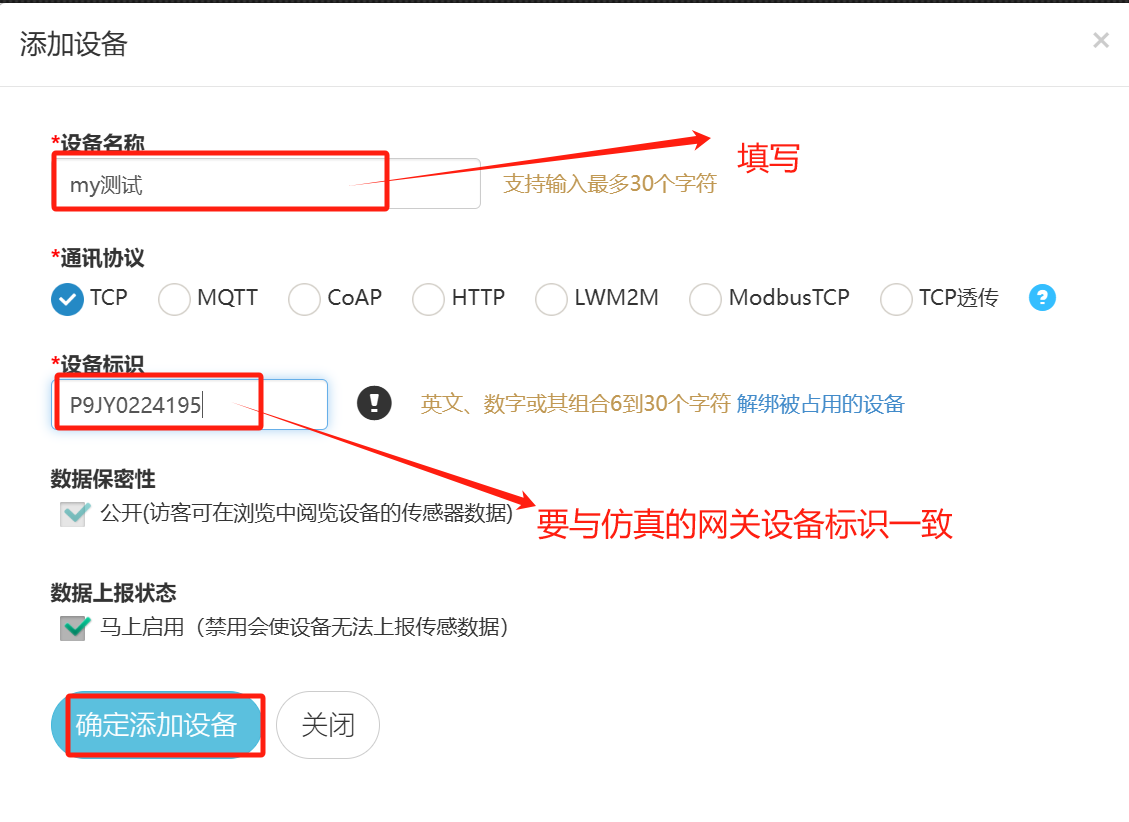 添加设备 ×
*设备名称
my测试 支持输入最多30个字符 填写
*通讯协议
TCP MQTT CoAP HTTP LWM2M ModbusTCP TCP透传 ?
*设备标识
P9JY0224195 ! 英文、数字或其组合6到30个字符 解绑被占用的设备
数据保密性
公开(访客可在浏览中阅览设备的传感器数据)
要与仿真的网关设备标识一致
数据上报状态
马上启用（禁用会使设备无法上报传感数据）
确定添加设备 关闭